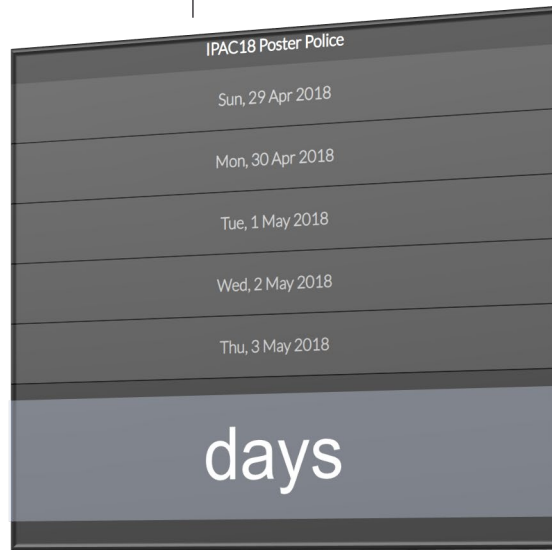 IPAC18 Poster Police
Sun, 29 Apr 2018
Mon, 30 Apr 2018
Tue, 1 May 2018
Wed, 2 May 2018
Thu, 3 May 2018
days